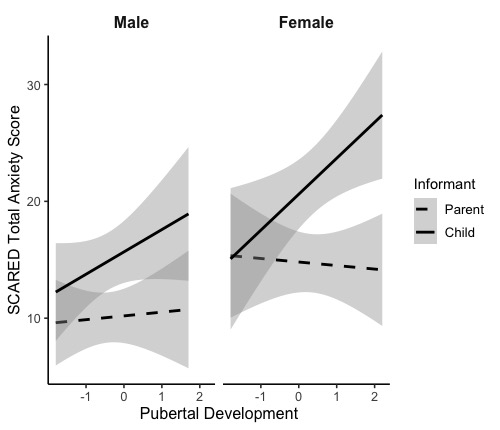 Male
Female
SCARED Total Anxiety Score
30
20
10
-1 0 1 2
-1 0 1 2
Pubertal Development
Informant
Parent
Child